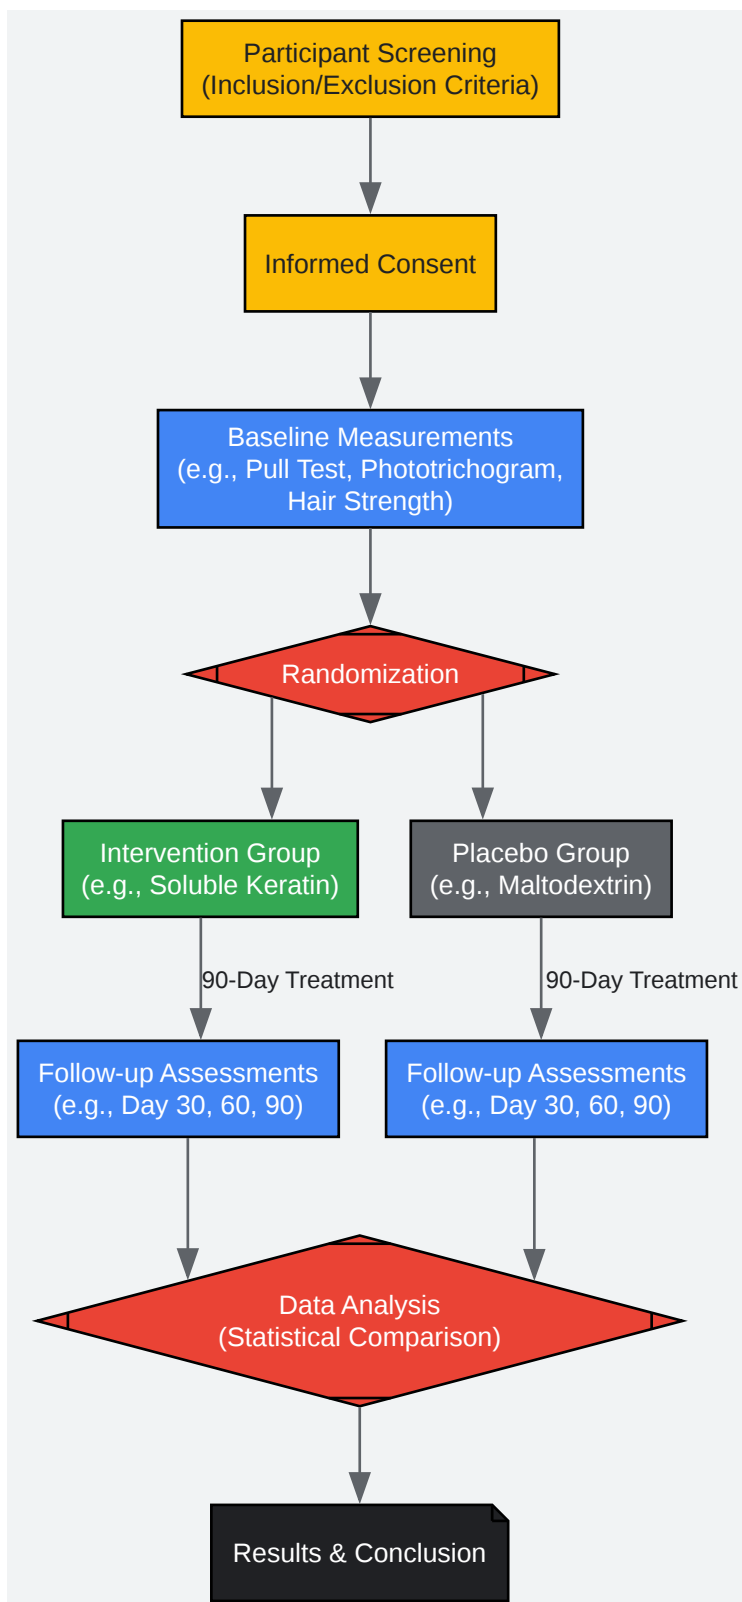 Participant Screening
(Inclusion/Exclusion Criteria)
Informed Consent
Baseline Measurements
(e.g., Pull Test, Phototrichogram,
Hair Strength)
Randomization
Intervention Group
(e.g., Soluble Keratin)
Placebo Group
(e.g., Maltodextrin)
90-Day Treatment
90-Day Treatment
Follow-up Assessments
(e.g., Day 30, 60, 90)
Follow-up Assessments
(e.g., Day 30, 60, 90)
Data Analysis
(Statistical Comparison)
Results & Conclusion